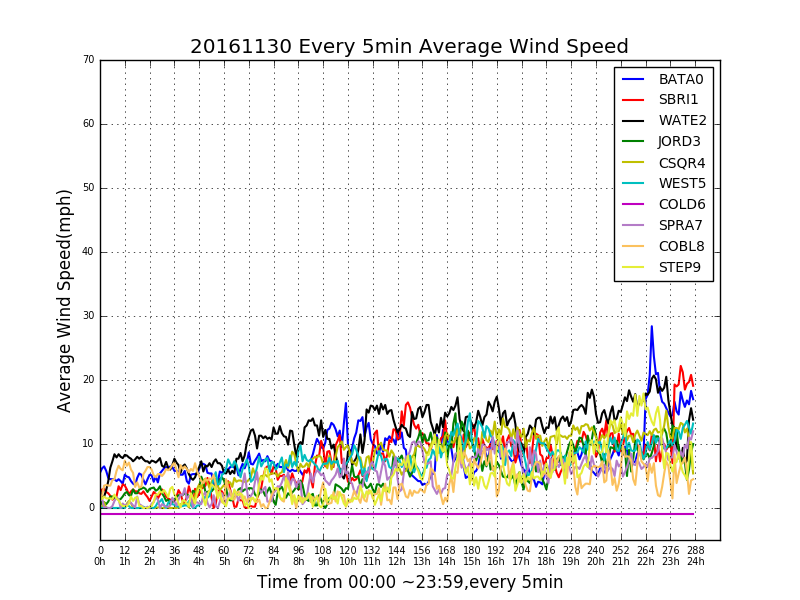 20161130 Every 5min Average Wind Speed
70
60
50
40
30
20
10
0
Average Wind Speed(mph)
BATA0
SBRI1
WATE2
JORD3
CSQR4
WEST5
COLD6
SPRA7
COBL8
STEP9
0 12 24 36 48 60 72 84 96 108 120 132 144 156 168 180 192 204 216 228 240 252 264 276 288
0h 1h 2h 3h 4h 5h 6h 7h 8h 9h 10h 11h 12h 13h 14h 15h 16h 17h 18h 19h 20h 21h 22h 23h 24h
Time from 00:00 ~23:59,every 5min